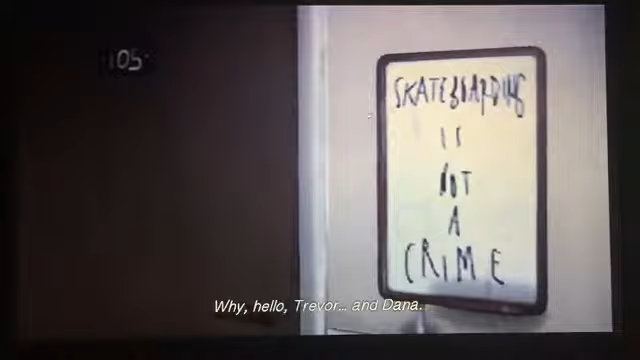 105
SKATEBOARDING
IS
NOT
A
CRIME
Why, hello, Trevor... and Dana.